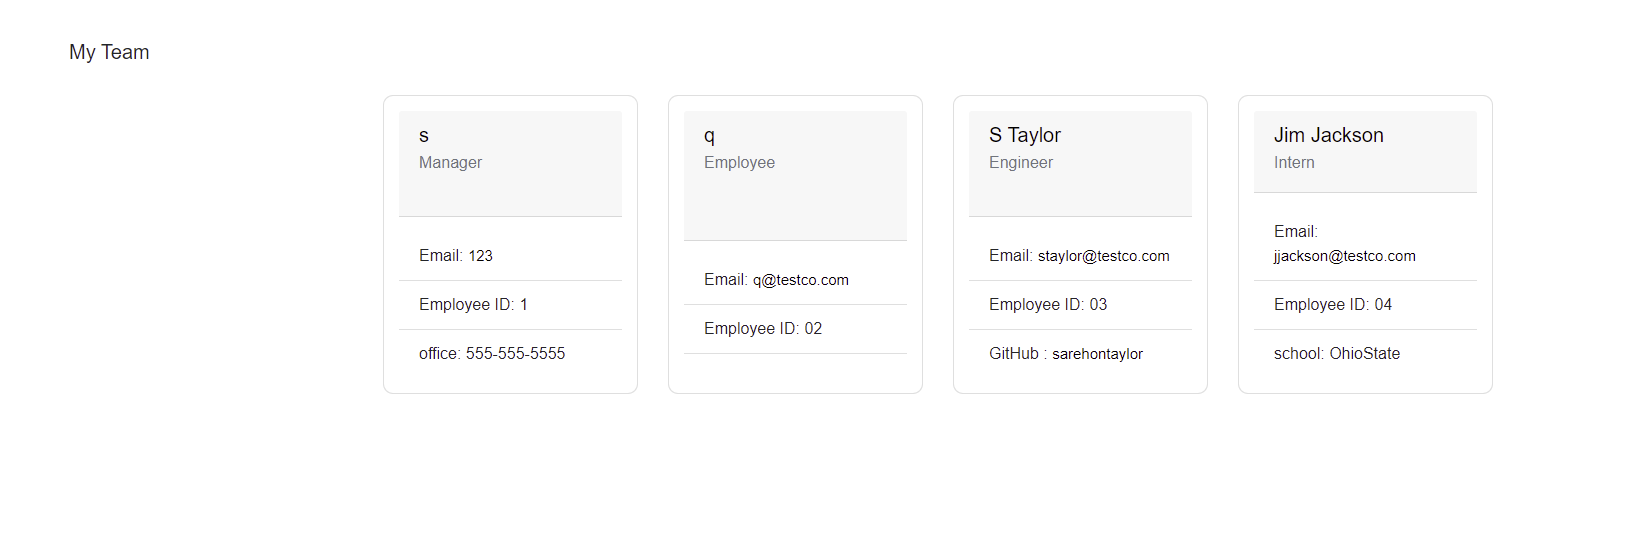 My Team
s
Manager
Email: 123
Employee ID: 1
office: 555-555-5555
q
Employee
Email: q@testco.com
Employee ID: 02
S Taylor
Engineer
Email: staylor@testco.com
Employee ID: 03
GitHub : sarehontaylor
Jim Jackson
Intern
Email:
jjackson@testco.com
Employee ID: 04
school: OhioState